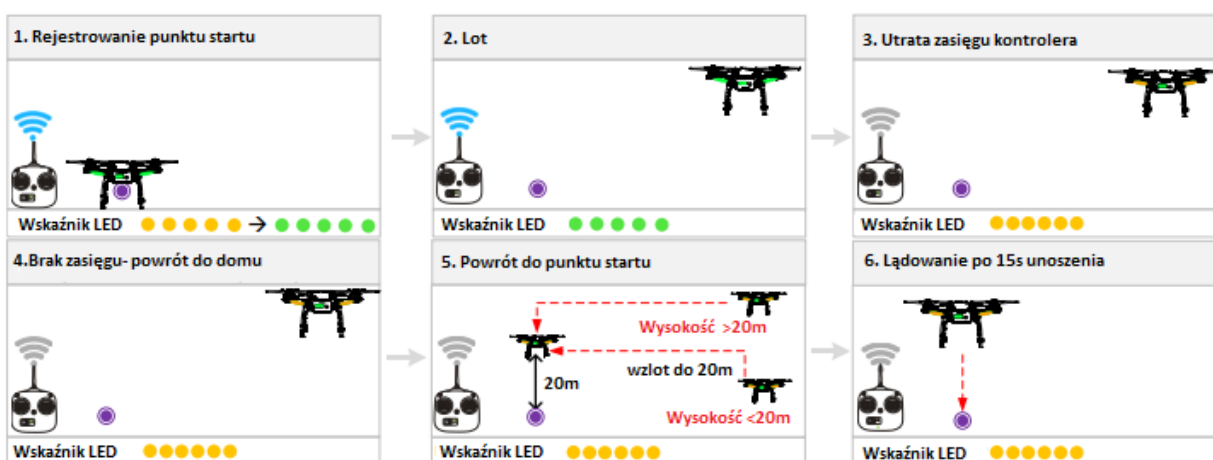 1. Rejestrowanie punktu startu
2. Lot
3. Utrata zasięgu kontrolera
Wskaźnik LED
Wskaźnik LED
Wskaźnik LED
4.Brak zasięgu- powrót do domu
5. Powrót do punktu startu
6. Lądowanie po 15s unoszenia
Wysokość >20m
wzlot do 20m
20m
Wysokość <20m
Wskaźnik LED
Wskaźnik LED
Wskaźnik LED